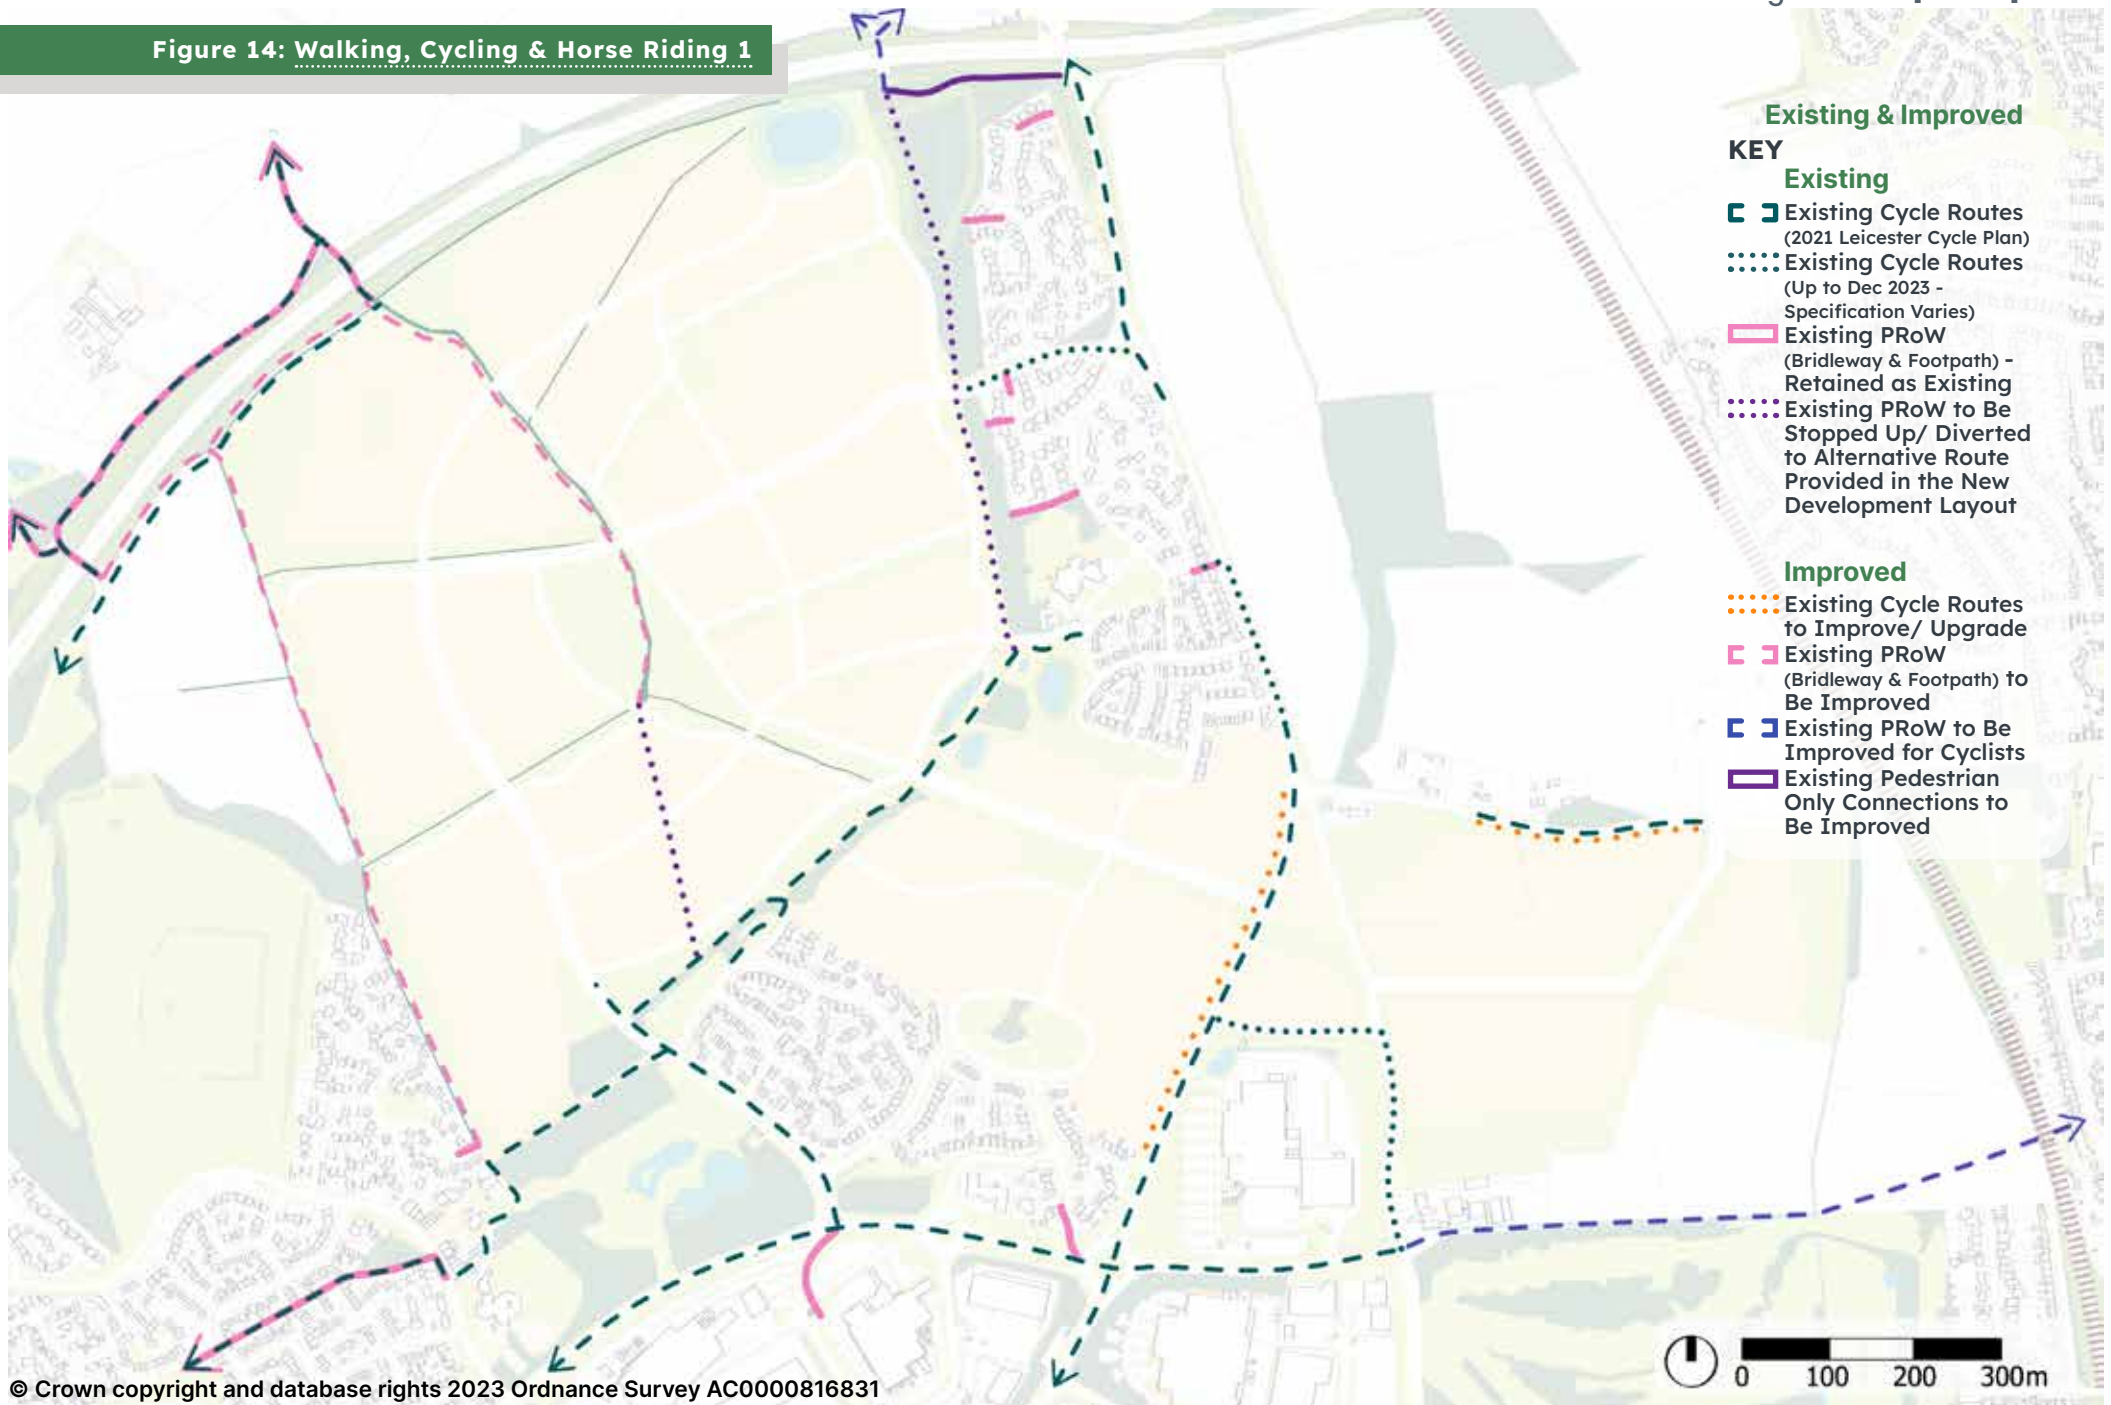 Figure 14: Walking, Cycling & Horse Riding 1
Existing & Improved
KEY
Existing
Existing Cycle Routes
(2021 Leicester Cycle Plan)
Existing Cycle Routes
(Up to Dec 2023 -
Specification Varies)
Existing PRoW
(Bridleway & Footpath) -
Retained as Existing
Existing PRoW to Be
Stopped Up/ Diverted
to Alternative Route
Provided in the New
Development Layout
Improved
Existing Cycle Routes
to Improve/ Upgrade
Existing PRoW
(Bridleway & Footpath) to
Be Improved
Existing PRoW to Be
Improved for Cyclists
Existing Pedestrian
Only Connections to
Be Improved
0 100 200 300m
© Crown copyright and database rights 2023 Ordnance Survey AC0000816831